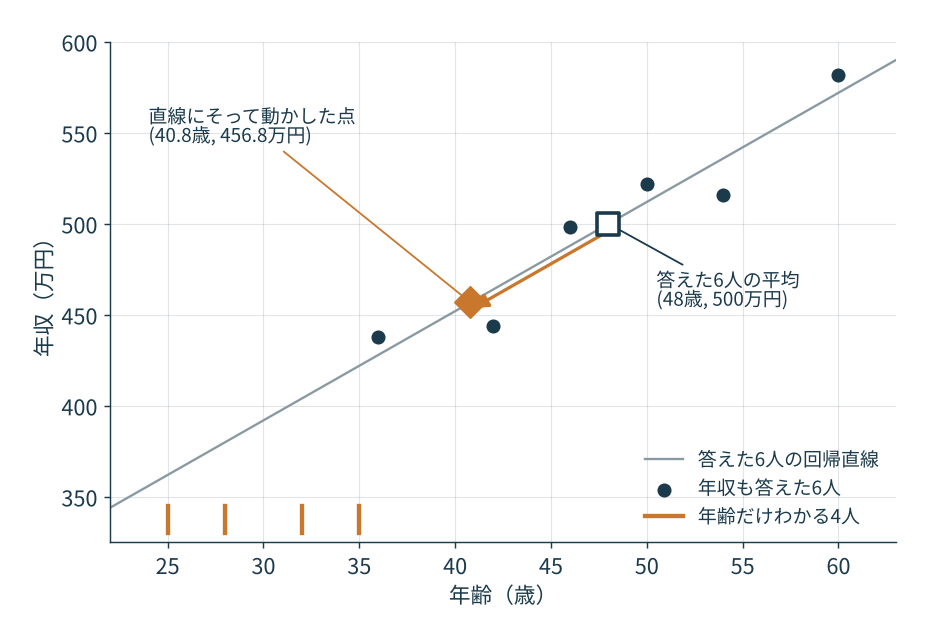 600
550
500
450
400
350
年収（万円）
直線にそって動かした点
(40.8歳, 456.8万円)
答えた6人の平均
(48歳, 500万円)
答えた6人の回帰直線
年収も答えた6人
年齢だけわかる4人
25
30
35
40
45
50
55
60
年齢（歳）